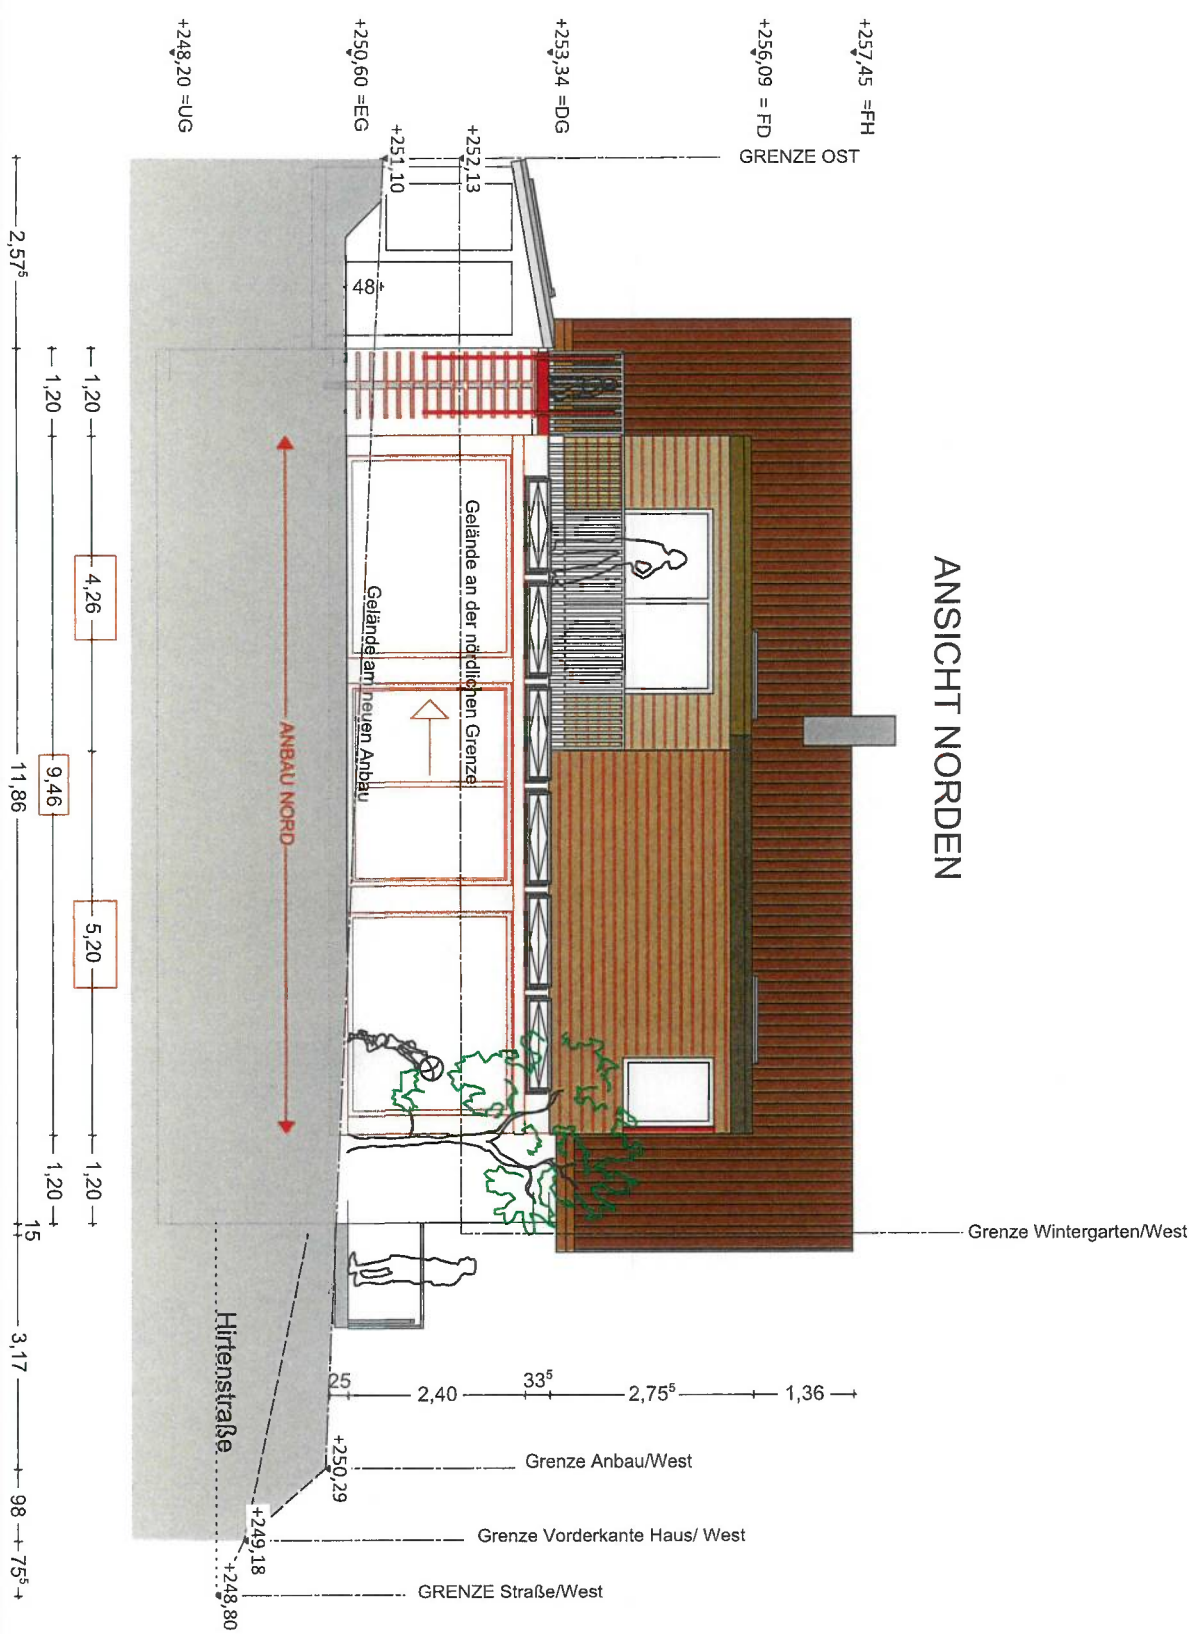 ANSICHT NORDEN
+257,45 =FH
+256,09 = FD
+253,34 =DG
+250,60 =EG
+248,20 =UG
GRENZE OST
+252,13
+251,10
48
Gelände an der nördlichen Grenze
Gelände am neuen Anbau
ANBAU NORD
Grenze Wintergarten/West
1,36
2,75⁵
33⁵
2,40
25
Grenze Anbau/West
+250,29
Grenze Vorderkante Haus/ West
+249,18
GRENZE Straße/West
+248,80
Hirtenstraße
1,20 4,26 5,20 1,20
1,20 9,46 1,20
2,57⁵ 11,86 15 3,17 98 75⁵